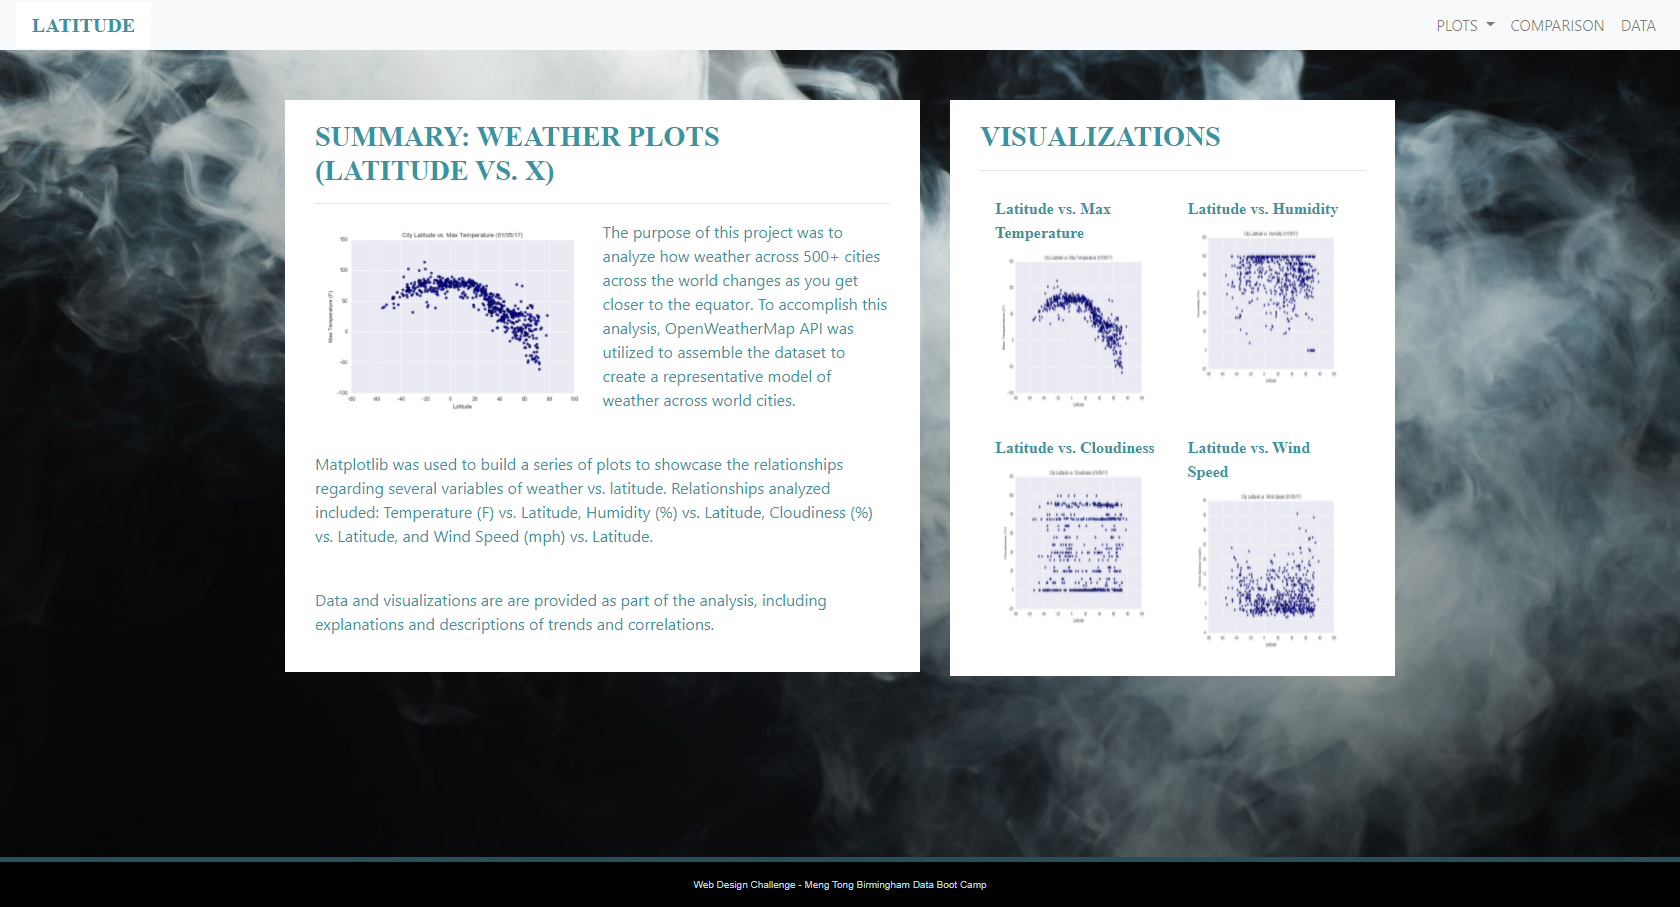 LATITUDE
PLOTS
COMPARISON
DATA
SUMMARY: WEATHER PLOTS
(LATITUDE VS. X)
City Latitude vs. Max Temperature (01/05/17)
Max Temperature (F)
150
100
50
0
-50
-100
-80 -60 -40 -20 0 20 40 60 80 100
Latitude
The purpose of this project was to
analyze how weather across 500+ cities
across the world changes as you get
closer to the equator. To accomplish this
analysis, OpenWeatherMap API was
utilized to assemble the dataset to
create a representative model of
weather across world cities.
Matplotlib was used to build a series of plots to showcase the relationships
regarding several variables of weather vs. latitude. Relationships analyzed
included: Temperature (F) vs. Latitude, Humidity (%) vs. Latitude, Cloudiness (%)
vs. Latitude, and Wind Speed (mph) vs. Latitude.
Data and visualizations are are provided as part of the analysis, including
explanations and descriptions of trends and correlations.
VISUALIZATIONS
Latitude vs. Max
Temperature
Latitude vs. Humidity
Latitude vs. Cloudiness
Latitude vs. Wind
Speed
Web Design Challenge - Meng Tong Birmingham Data Boot Camp